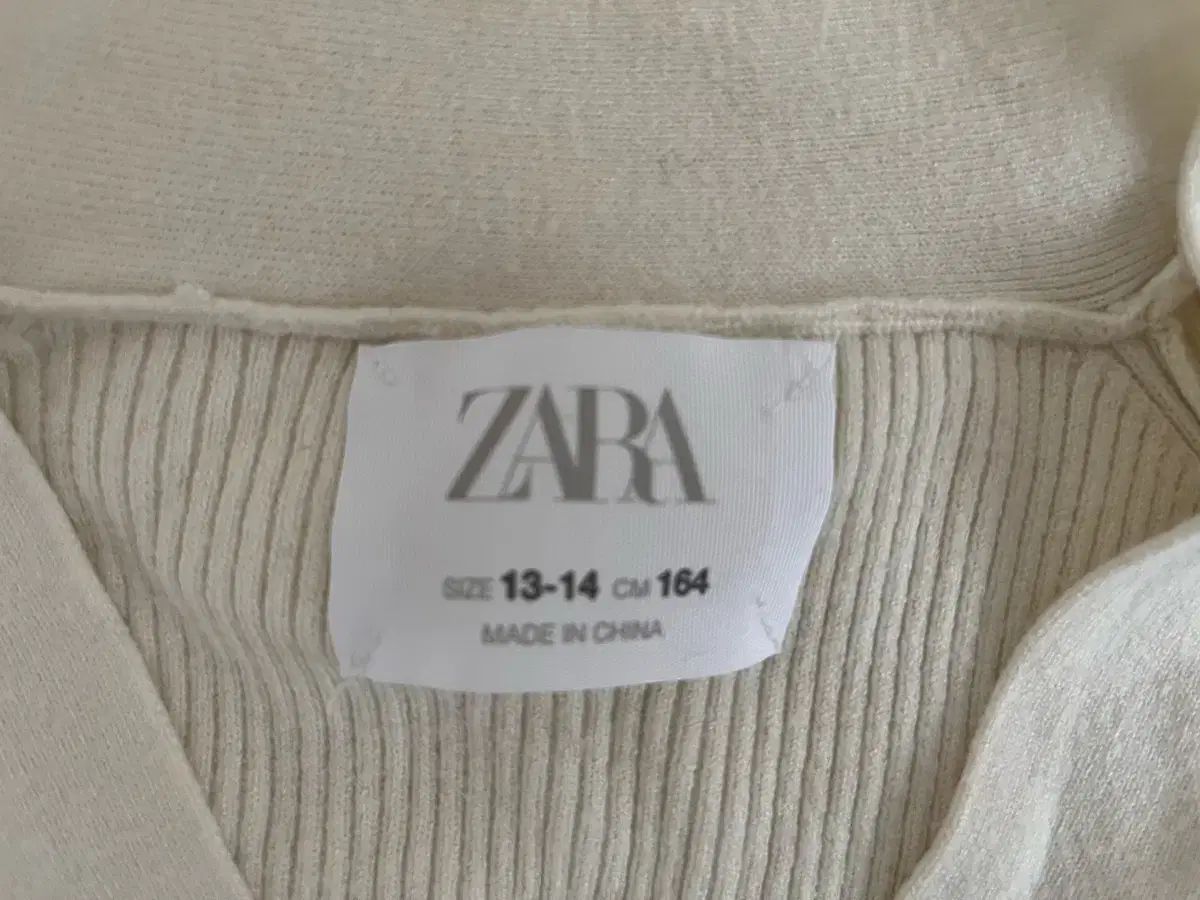 ZARA
SIZE 13-14 CM 164
MADE IN CHINA